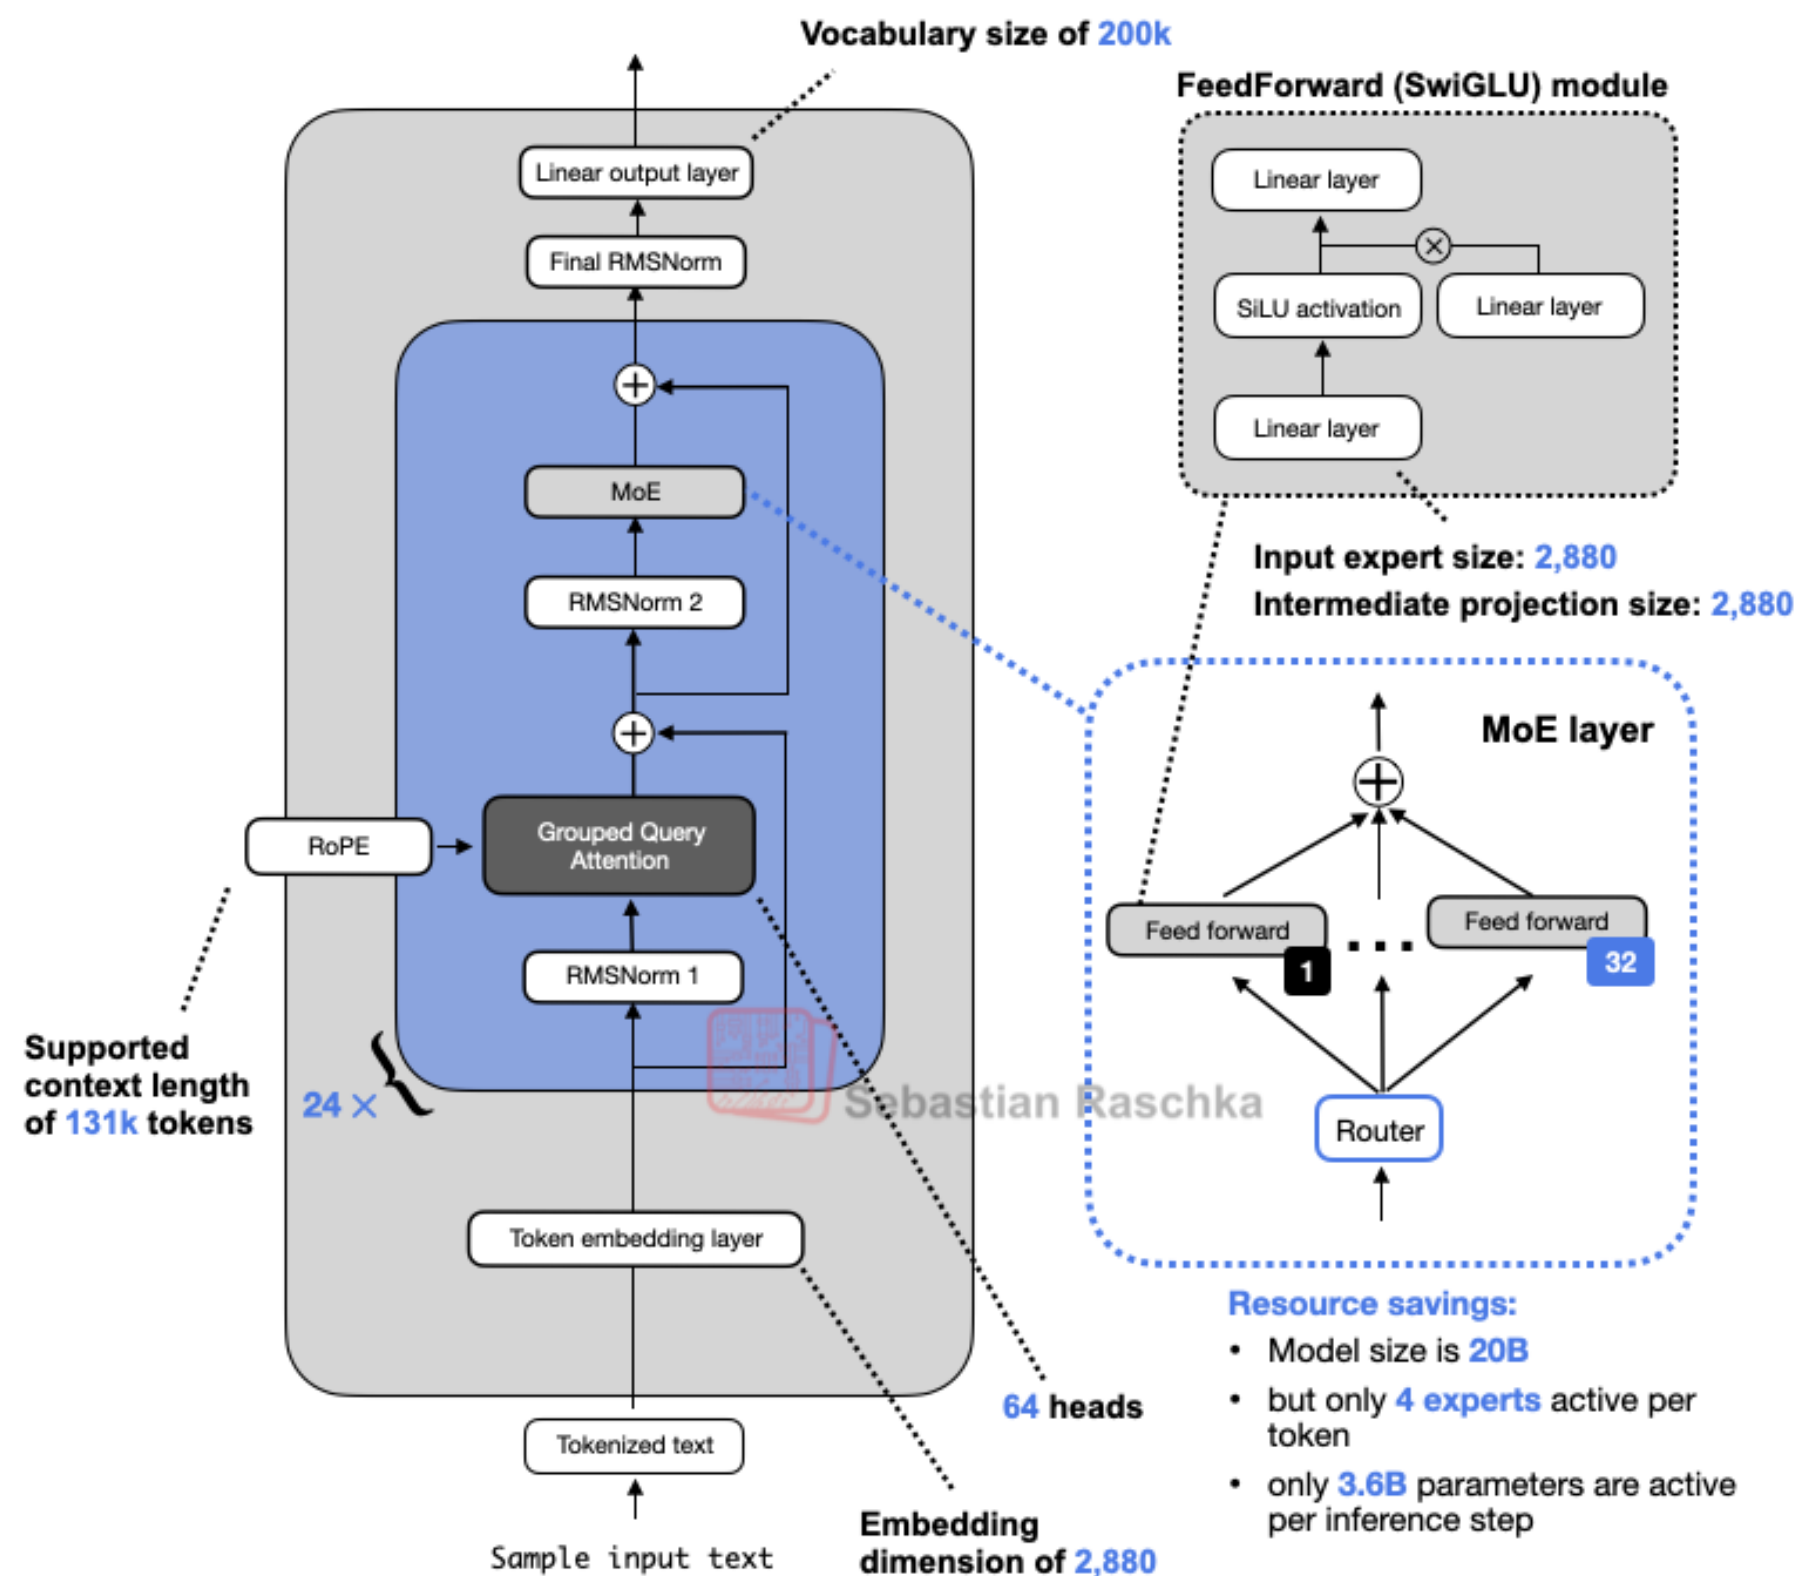 Vocabulary size of 200k
Linear output layer
Final RMSNorm
MoE
RMSNorm 2
Grouped Query
Attention
RoPE
RMSNorm 1
Supported
context length
of 131k tokens
24 ×
Sebastian Raschka
Token embedding layer
64 heads
Tokenized text
Embedding
dimension of 2,880
Sample input text
FeedForward (SwiGLU) module
Linear layer
SiLU activation
Linear layer
Linear layer
Input expert size: 2,880
Intermediate projection size: 2,880
MoE layer
Feed forward
1
Feed forward
32
Router
Resource savings:
• Model size is 20B
• but only 4 experts active per
token
• only 3.6B parameters are active
per inference step